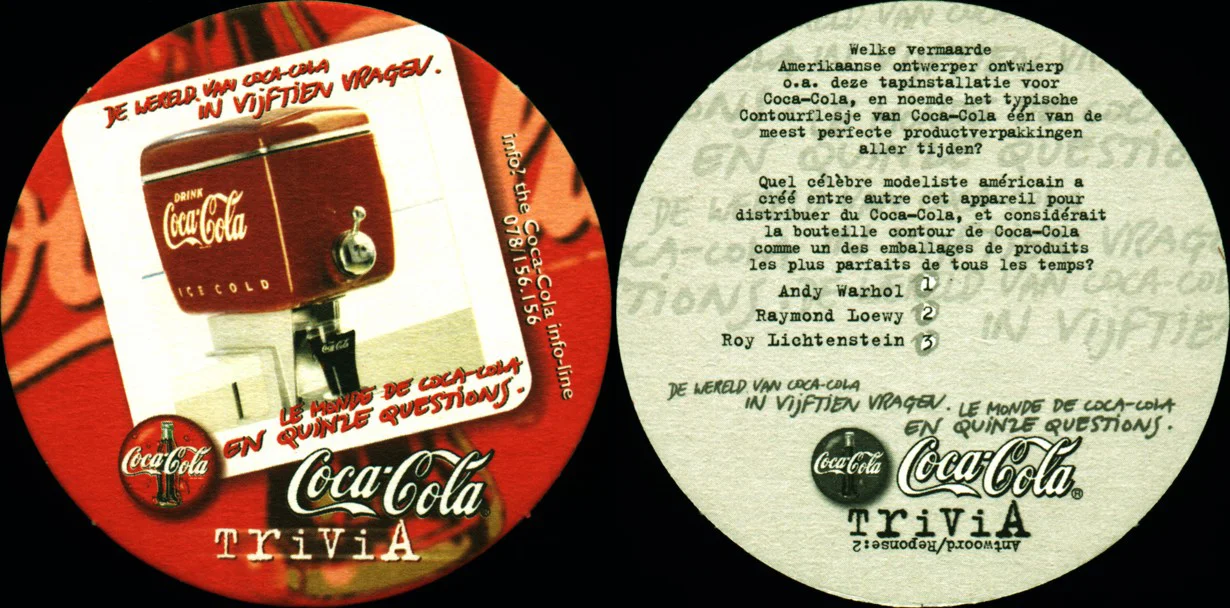 DE WERELD VAN COCA-COLA
IN VijFTiEN VRAGEN.
DRINK
Coca-Cola
ICE COLD
Coca-Cola
info? the Coca-Cola info-line
078/156.156
LE MONDE DE COCA-COLA
EN QUiNZE QUESTiONS.
Coca-Cola
Coca-Cola
TriViA
Welke vermaarde
Amerikaanse ontwerper ontwierp
o.a. deze tapinstallatie voor
Coca-Cola, en noemde het typische
Contourflesje van Coca-Cola één van de
meest perfecte productverpakkingen
aller tijden?
Quel célèbre modeliste américain a
créé entre autre cet appareil pour
distribuer du Coca-Cola, et considérait
la bouteille contour de Coca-Cola
comme un des emballages de produits
les plus parfaits de tous les temps?
Andy Warhol 1
Raymond Loewy 2
Roy Lichtenstein 3
DE WERELD VAN COCA-COLA
IN VijFTiEN VRAGEN.
LE MONDE DE COCA-COLA
EN QUiNZE QUESTiONS.
Coca-Cola
Coca-Cola®
TriViA
Antwoord/Reponse:2